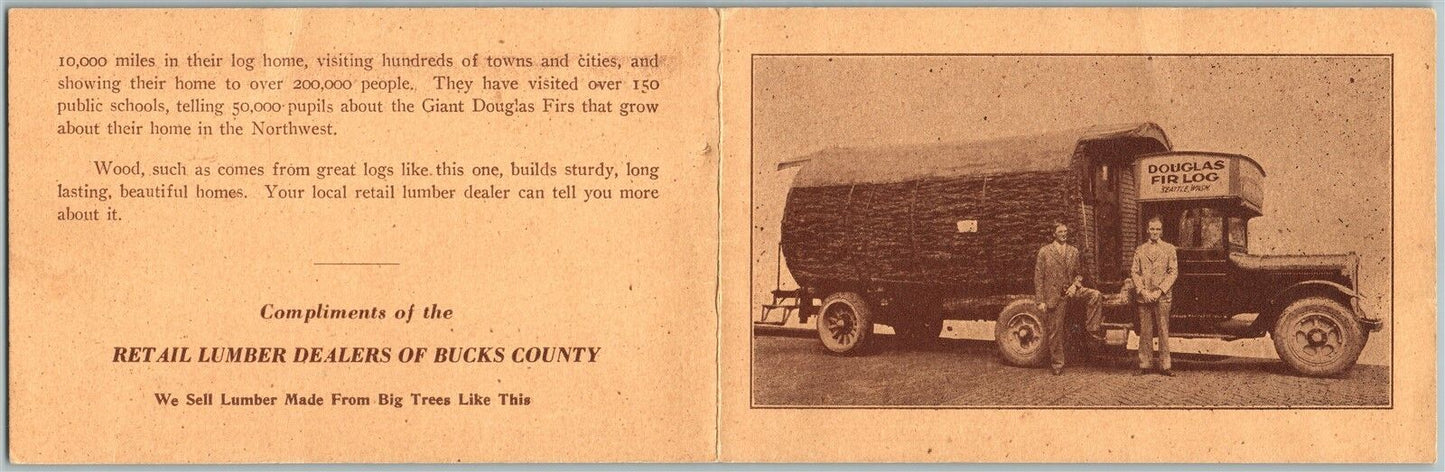 10,000 miles in their log home, visiting hundreds of towns and cities, and
showing their home to over 200,000 people. They have visited over 150
public schools, telling 50,000 pupils about the Giant Douglas Firs that grow
about their home in the Northwest.
Wood, such as comes from great logs like this one, builds sturdy, long
lasting, beautiful homes. Your local retail lumber dealer can tell you more
about it.
Compliments of the
RETAIL LUMBER DEALERS OF BUCKS COUNTY
We Sell Lumber Made From Big Trees Like This
DOUGLAS
FIR LOG
SEATTLE, WASH.